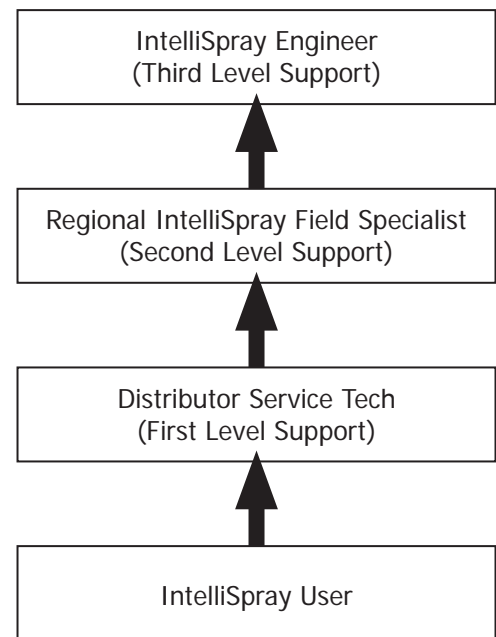 IntelliSpray Engineer
(Third Level Support)
Regional IntelliSpray Field Specialist
(Second Level Support)
Distributor Service Tech
(First Level Support)
IntelliSpray User